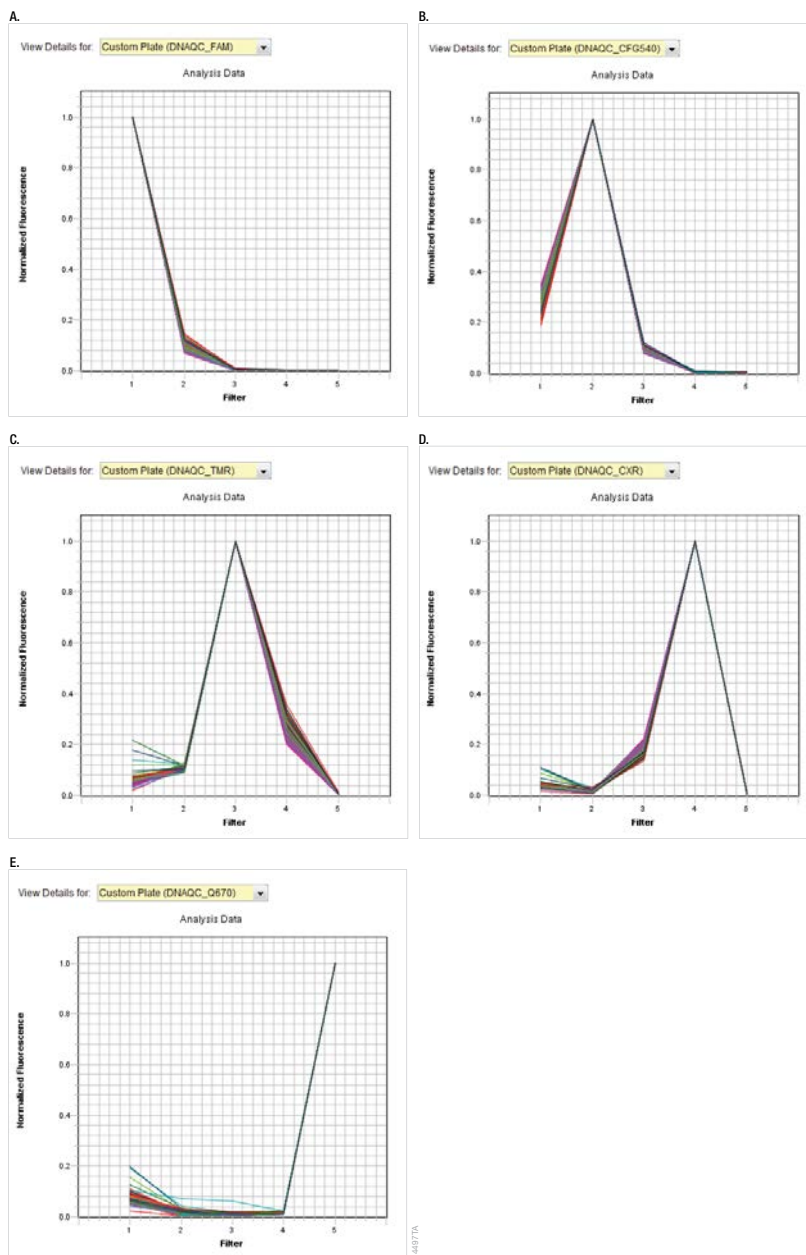 A.
View Details for: Custom Plate (DNAQC_FAM)
Analysis Data
Normalized Fluorescence
1.0
0.8
0.6
0.4
0.2
0.0
1 2 3 4 5
Filter
B.
View Details for: Custom Plate (DNAQC_CFG540)
Analysis Data
Normalized Fluorescence
1.0
0.8
0.6
0.4
0.2
0.0
1 2 3 4 5
Filter
C.
View Details for: Custom Plate (DNAQC_TMR)
Analysis Data
Normalized Fluorescence
1.0
0.8
0.6
0.4
0.2
0.0
1 2 3 4 5
Filter
D.
View Details for: Custom Plate (DNAQC_CXR)
Analysis Data
Normalized Fluorescence
1.0
0.8
0.6
0.4
0.2
0.0
1 2 3 4 5
Filter
E.
View Details for: Custom Plate (DNAQC_Q670)
Analysis Data
Normalized Fluorescence
1.0
0.8
0.6
0.4
0.2
0.0
1 2 3 4 5
Filter
4497TA